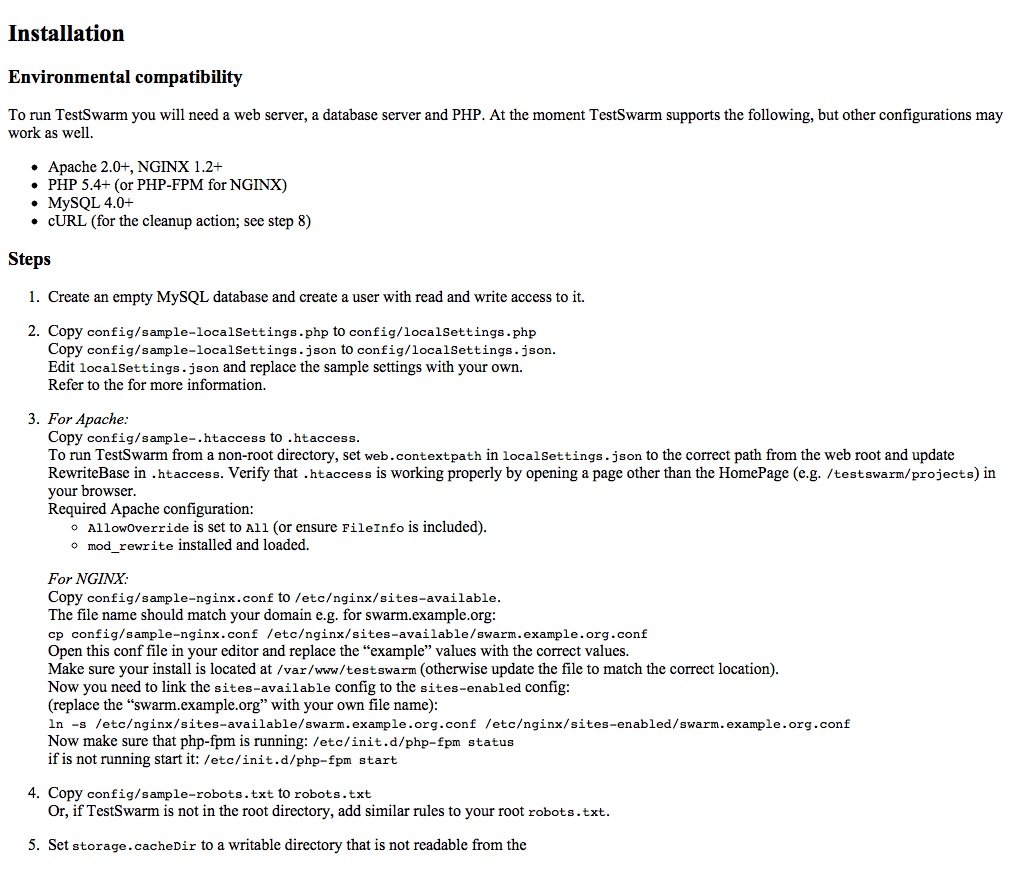 Installation
Environmental compatibility
To run TestSwarm you will need a web server, a database server and PHP. At the moment TestSwarm supports the following, but other configurations may
work as well.
• Apache 2.0+, NGINX 1.2+
• PHP 5.4+ (or PHP-FPM for NGINX)
• MySQL 4.0+
• cURL (for the cleanup action; see step 8)
Steps
1. Create an empty MySQL database and create a user with read and write access to it.
2. Copy config/sample-localSettings.php to config/localSettings.php
Copy config/sample-localSettings.json to config/localSettings.json.
Edit localSettings.json and replace the sample settings with your own.
Refer to the for more information.
3. For Apache:
Copy config/sample-.htaccess to .htaccess.
To run TestSwarm from a non-root directory, set web.contextpath in localSettings.json to the correct path from the web root and update
RewriteBase in .htaccess. Verify that .htaccess is working properly by opening a page other than the HomePage (e.g. /testswarm/projects) in
your browser.
Required Apache configuration:
◦ AllowOverride is set to All (or ensure FileInfo is included).
◦ mod_rewrite installed and loaded.
For NGINX:
Copy config/sample-nginx.conf to /etc/nginx/sites-available.
The file name should match your domain e.g. for swarm.example.org:
cp config/sample-nginx.conf /etc/nginx/sites-available/swarm.example.org.conf
Open this conf file in your editor and replace the “example” values with the correct values.
Make sure your install is located at /var/www/testswarm (otherwise update the file to match the correct location).
Now you need to link the sites-available config to the sites-enabled config:
(replace the “swarm.example.org” with your own file name):
ln -s /etc/nginx/sites-available/swarm.example.org.conf /etc/nginx/sites-enabled/swarm.example.org.conf
Now make sure that php-fpm is running: /etc/init.d/php-fpm status
if is not running start it: /etc/init.d/php-fpm start
4. Copy config/sample-robots.txt to robots.txt
Or, if TestSwarm is not in the root directory, add similar rules to your root robots.txt.
5. Set storage.cacheDir to a writable directory that is not readable from the